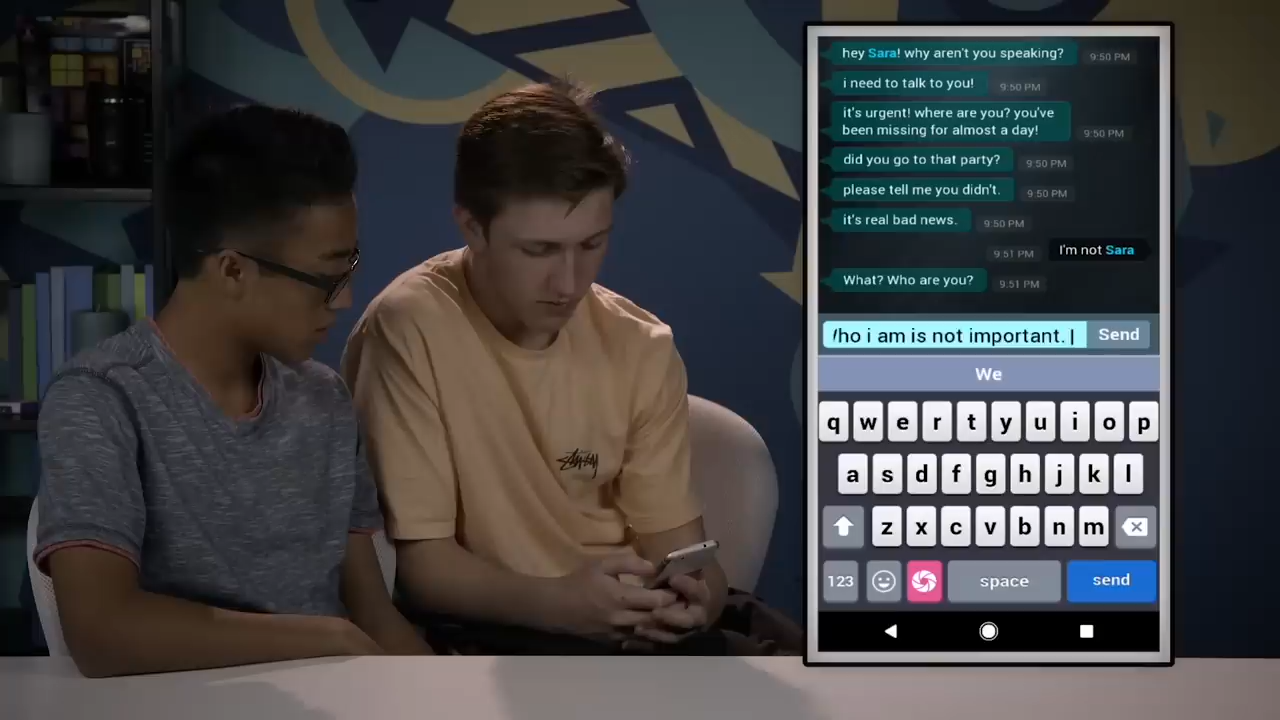 hey Sara! why aren't you speaking? 9:50 PM
i need to talk to you! 9:50 PM
it's urgent! where are you? you've
been missing for almost a day! 9:50 PM
did you go to that party? 9:50 PM
please tell me you didn't. 9:50 PM
it's real bad news. 9:50 PM
9:51 PM I'm not Sara
What? Who are you? 9:51 PM
ho i am is not important. Send
We
q w e r t y u i o p
a s d f g h j k l
z x c v b n m
123 space send